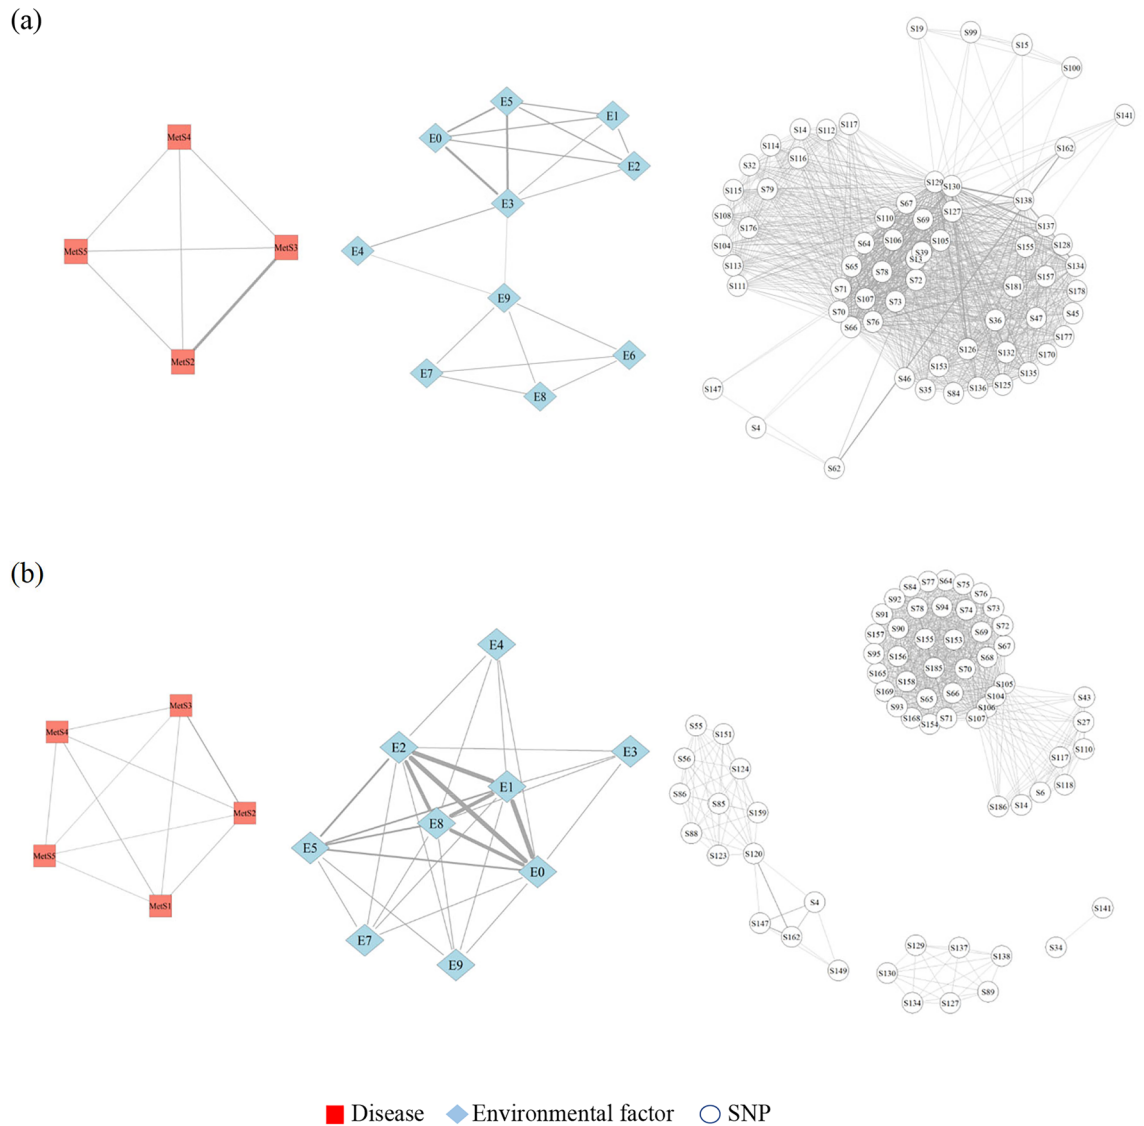 (a)
MetS4
MetS5
MetS3
MetS2
E5
E1
E0
E2
E3
E4
E9
E6
E7
E8
S19
S99
S15
S100
S141
S162
S117
S112
S14
S114
S116
S32
S115
S79
S108
S176
S104
S113
S111
S129
S130
S138
S67
S127
S110
S69
S137
S64
S106
S105
S155
S128
S39
S13
S65
S78
S134
S72
S157
S181
S71
S178
S107
S73
S70
S45
S66
S76
S36
S47
S177
S126
S132
S170
S153
S135
S46
S35
S84
S136
S125
S147
S4
S62
(b)
MetS3
MetS4
MetS2
MetS5
MetS1
E4
E2
E3
E1
E8
E5
E0
E7
E9
S84
S77
S64
S75
S92
S76
S91
S78
S94
S74
S73
S157
S90
S155
S153
S69
S72
S95
S156
S68
S67
S165
S185
S70
S158
S105
S169
S65
S66
S104
S93
S168
S154
S71
S106
S107
S43
S27
S110
S117
S118
S6
S14
S186
S55
S151
S56
S124
S86
S85
S159
S88
S123
S120
S4
S147
S162
S149
S129
S137
S138
S130
S89
S134
S127
S141
S34
Disease
Environmental factor
SNP